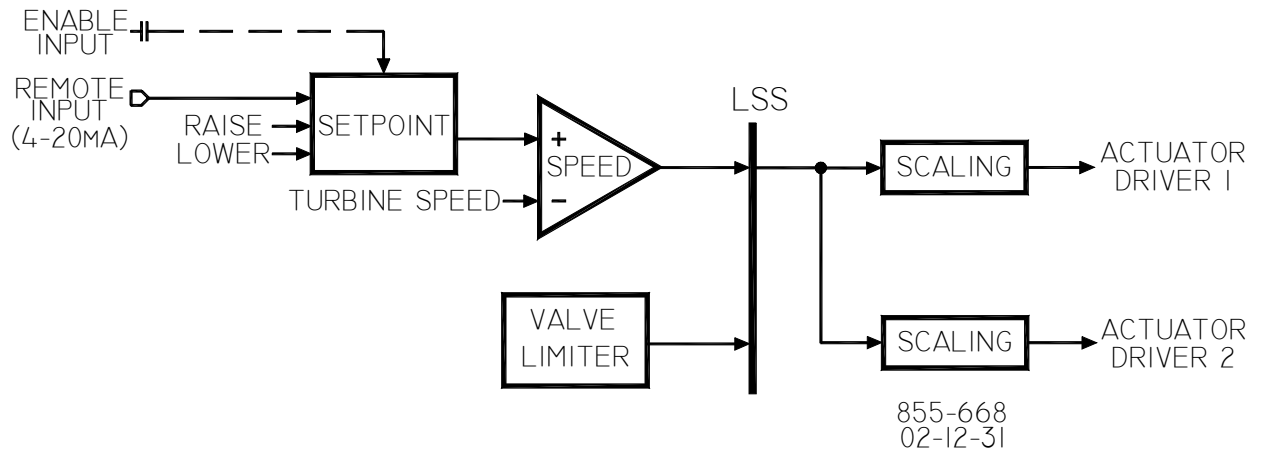 ENABLE
INPUT
REMOTE
INPUT
(4-20MA)
RAISE
LOWER
SETPOINT
TURBINE SPEED
+
SPEED
-
LSS
VALVE
LIMITER
SCALING
ACTUATOR
DRIVER 1
SCALING
ACTUATOR
DRIVER 2
855-668
02-12-31